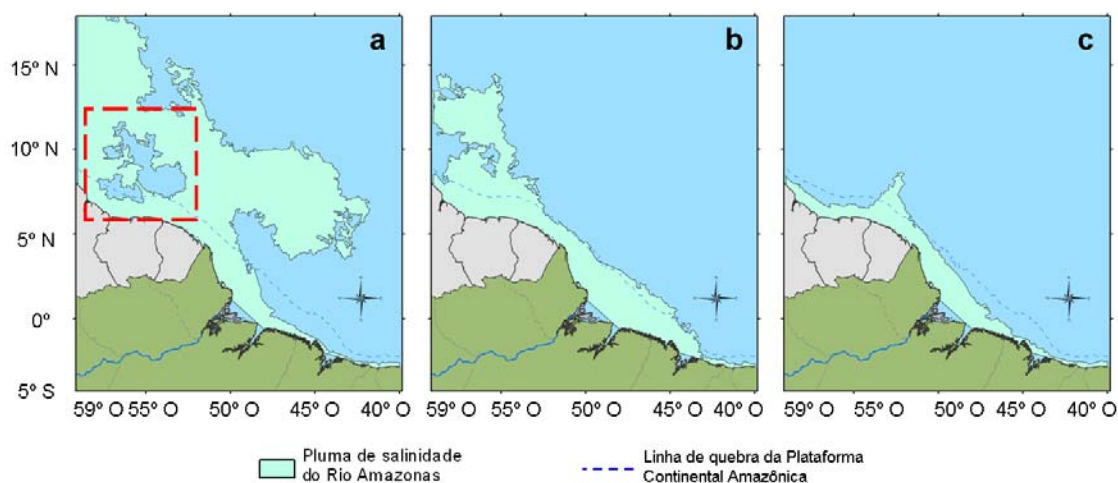 a
b
c
15º N
10º N
5º N
0º
5º S
59º O 55º O 50º O 45º O 40º O
59º O 55º O 50º O 45º O 40º O
59º O 55º O 50º O 45º O 40º O
Pluma de salinidade
do Rio Amazonas
Linha de quebra da Plataforma
Continental Amazônica